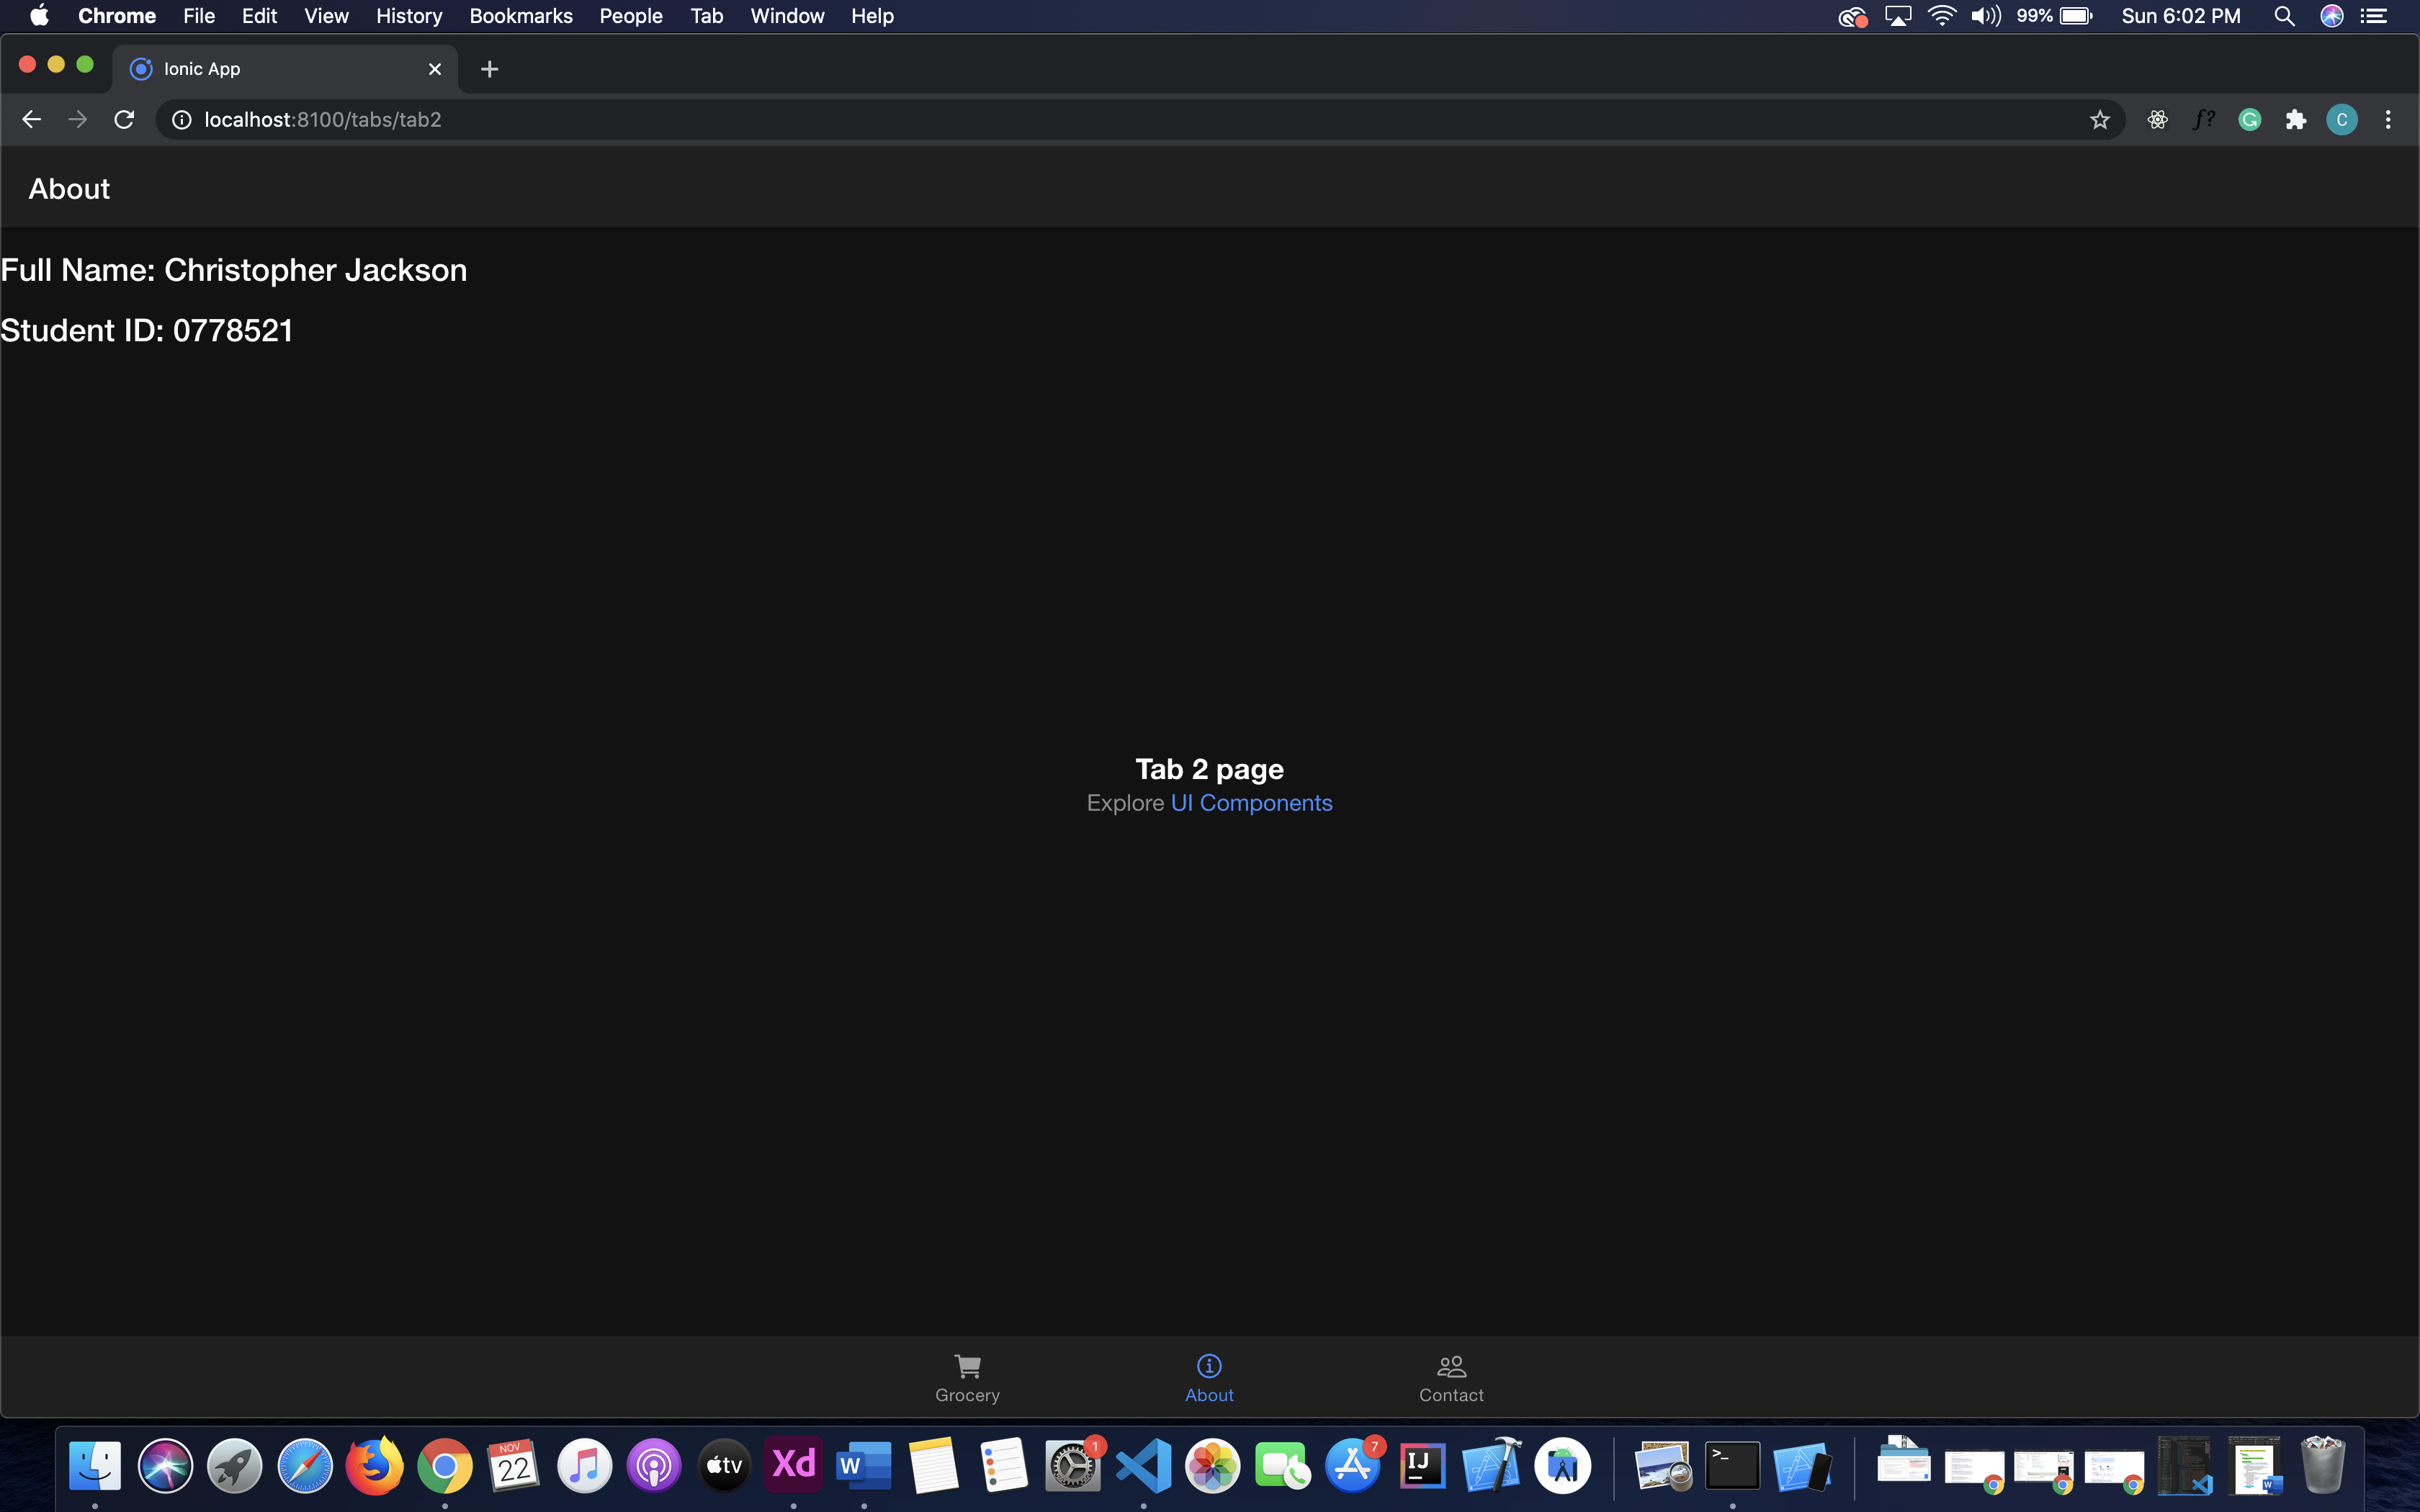 Chrome File Edit View History Bookmarks People Tab Window Help 99% Sun 6:02 PM
Ionic App
localhost:8100/tabs/tab2 f? G C
About
Full Name: Christopher Jackson
Student ID: 0778521
Tab 2 page
Explore UI Components
Grocery About Contact
NOV 22 tv Xd W 1 7 IJ >_